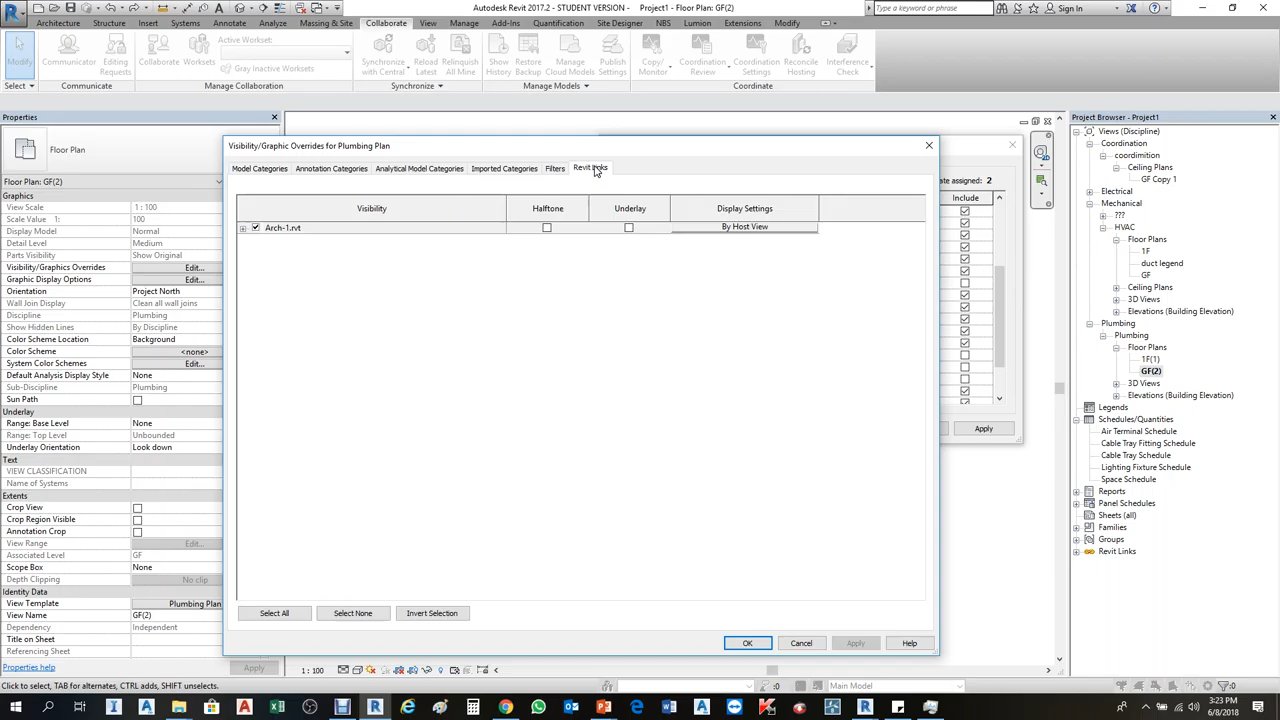 Autodesk Revit 2017.2 - STUDENT VERSION - Project1 - Floor Plan: GF(2)
Type a keyword or phrase
Sign In
Architecture Structure Insert Systems Annotate Analyze Massing & Site Collaborate View Manage Add-Ins Quantification Site Designer NBS Lumion Extensions Modify
Active Workset:
Gray Inactive Worksets
Modify
Communicator
Editing Requests
Collaborate
Worksets
Synchronize with Central
Reload Latest
Relinquish All Mine
Show History
Restore Backup
Manage Cloud Models
Publish Settings
Copy/ Monitor
Coordination Review
Coordination Settings
Reconcile Hosting
Interference Check
Select
Communicate
Manage Collaboration
Synchronize
Manage Models
Coordinate
Properties
Floor Plan
Floor Plan: GF(2)
Graphics
View Scale 1 : 100
Scale Value 1: 100
Display Model Normal
Detail Level Medium
Parts Visibility Show Original
Visibility/Graphics Overrides Edit...
Graphic Display Options Edit...
Orientation Project North
Wall Join Display Clean all wall joins
Discipline Plumbing
Show Hidden Lines By Discipline
Color Scheme Location Background
Color Scheme <none>
System Color Schemes Edit...
Default Analysis Display Style None
Sub-Discipline Plumbing
Sun Path
Underlay
Range: Base Level None
Range: Top Level Unbounded
Underlay Orientation Look down
Text
VIEW CLASSIFICATION
Name of Systems
Extents
Crop View
Crop Region Visible
Annotation Crop
View Range Edit...
Associated Level GF
Scope Box None
Depth Clipping No clip
Identity Data
View Template Plumbing Plan
View Name GF(2)
Dependency Independent
Title on Sheet
Properties help
Apply
Visibility/Graphic Overrides for Plumbing Plan
Model Categories Annotation Categories Analytical Model Categories Imported Categories Filters Revit Links
Visibility Halftone Underlay Display Settings
Arch-1.rvt By Host View
Select All Select None Invert Selection
OK Cancel Apply Help
ate assigned: 2
Include
Apply
Project Browser - Project1
Views (Discipline)
Coordination
coordimition
Ceiling Plans
GF Copy 1
Electrical
Mechanical
???
HVAC
Floor Plans
1F
duct legend
GF
Ceiling Plans
3D Views
Elevations (Building Elevation)
Plumbing
Plumbing
Floor Plans
1F(1)
GF(2)
3D Views
Elevations (Building Elevation)
Legends
Schedules/Quantities
Air Terminal Schedule
Cable Tray Fitting Schedule
Cable Tray Schedule
Lighting Fixture Schedule
Space Schedule
Reports
Panel Schedules
Sheets (all)
Families
Groups
Revit Links
1 : 100
Click to select, TAB for alternates, CTRL adds, SHIFT unselects.
:0
Main Model
:0
3:23 PM
6/8/2018